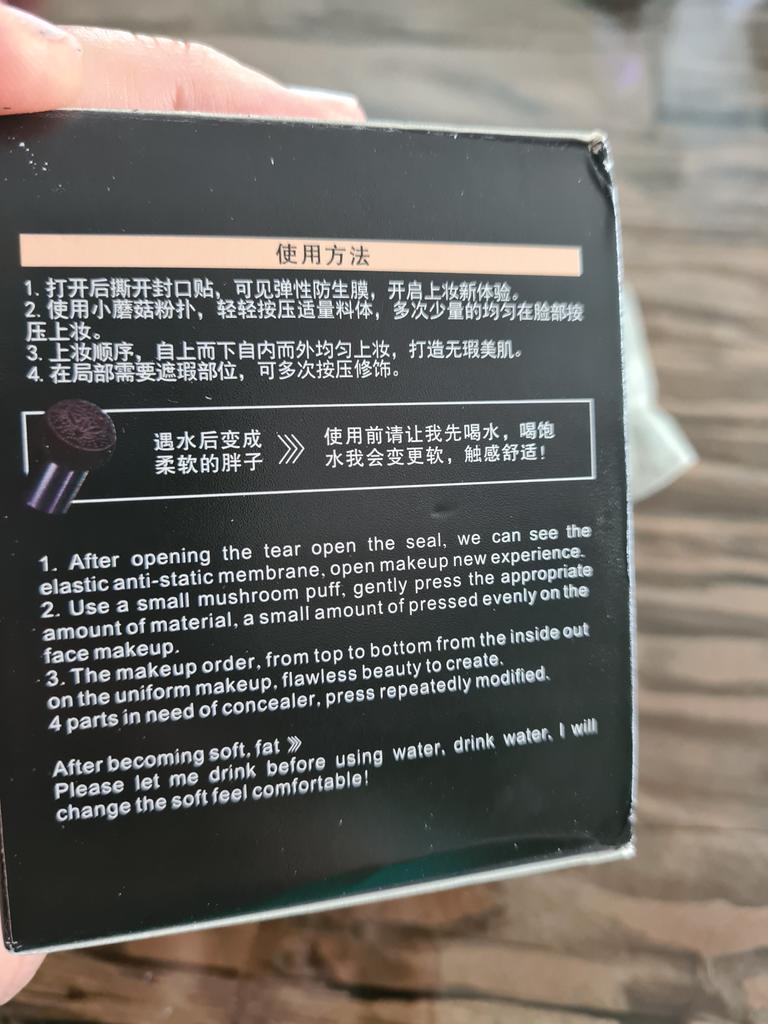 使用方法
1. 打开后撕开封口贴，可见弹性防生膜，开启上妆新体验。
2. 使用小蘑菇粉扑，轻轻按压适量料体，多次少量的均匀在脸部按
压上妆。
3. 上妆顺序，自上而下自内而外均匀上妆，打造无瑕美肌。
4. 在局部需要遮瑕部位，可多次按压修饰。
遇水后变成
柔软的胖子
使用前请让我先喝水，喝饱
水我会变更软，触感舒适！
1. After opening the tear open the seal, we can see the
elastic anti-static membrane, open makeup new experience.
2. Use a small mushroom puff, gently press the appropriate
amount of material, a small amount of pressed evenly on the
face makeup.
3. The makeup order, from top to bottom from the inside out
on the uniform makeup, flawless beauty to create.
4 parts in need of concealer, press repeatedly modified.
After becoming soft, fat »
Please let me drink before using water, drink water, I will
change the soft feel comfortable!